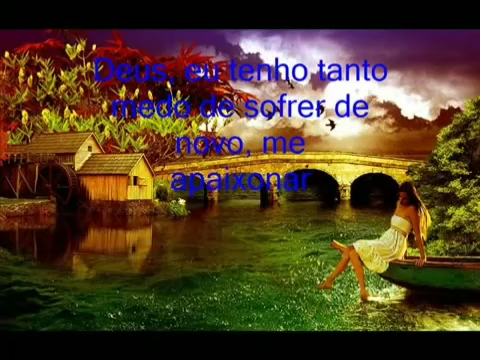 Deus, eu tenho tanto
medo de sofrer de
novo, me
apaixonar